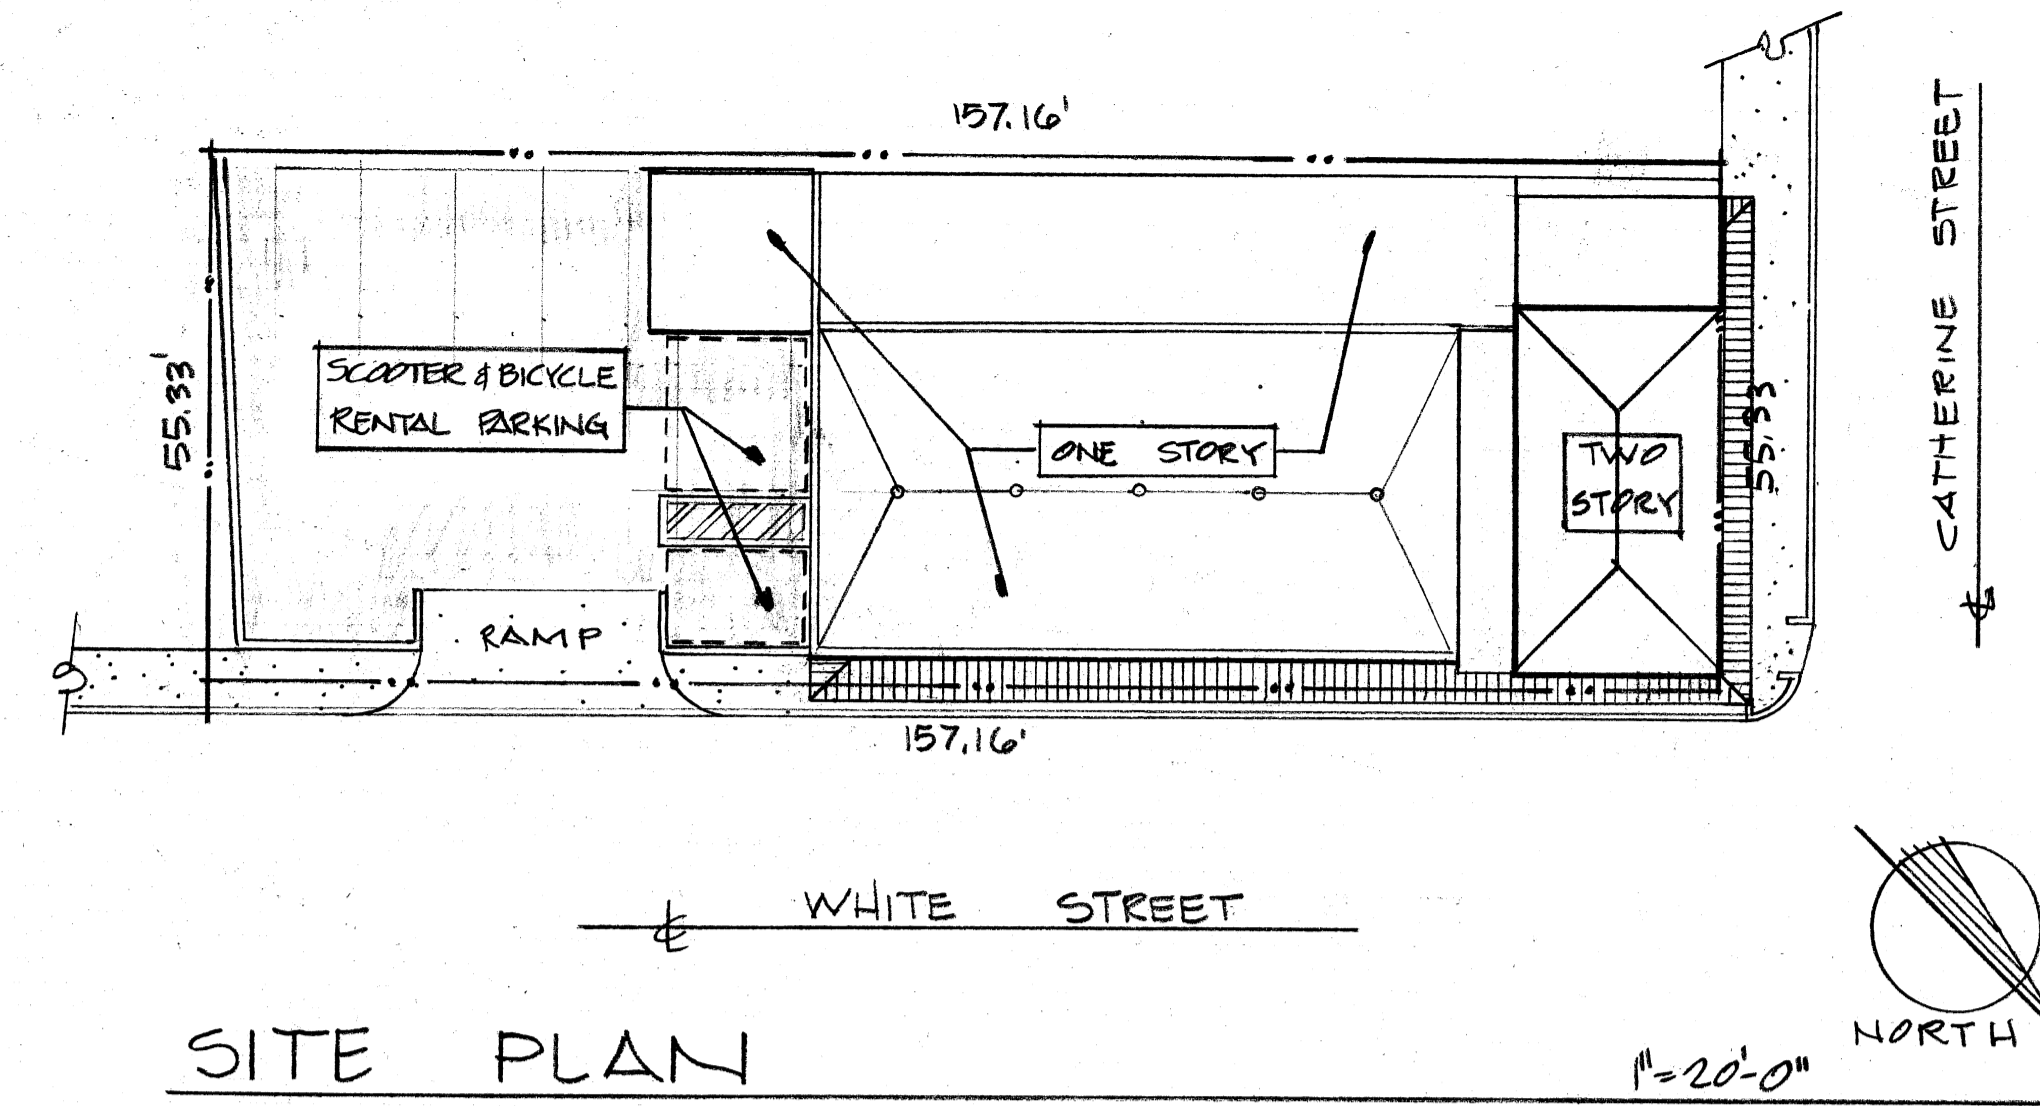 157.16'
CATHERINE STREET
55.33'
SCOOTER & BICYCLE
RENTAL PARKING
ONE STORY
TWO
STORY
55.33
RAMP
157.16'
WHITE STREET
NORTH
SITE PLAN
1"=20'-0"